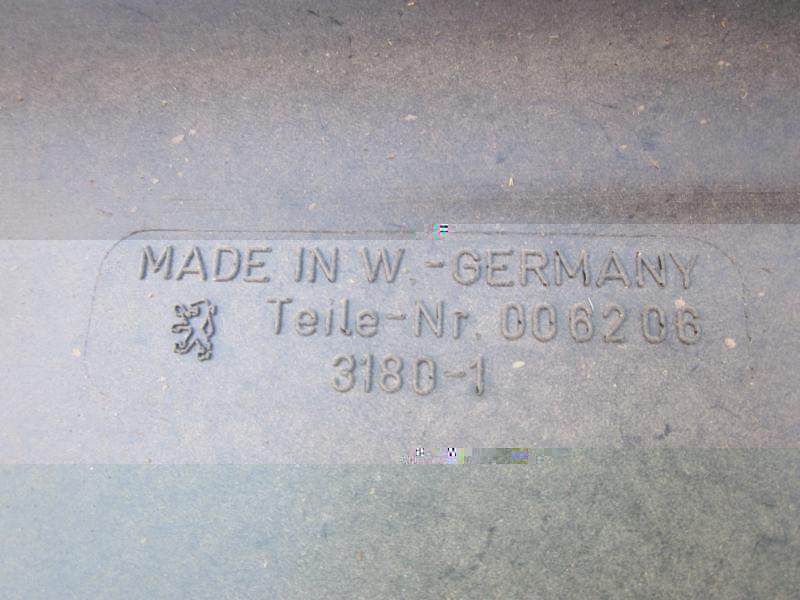 MADE IN W.-GERMANY
Teile-Nr. 006206
3180-1